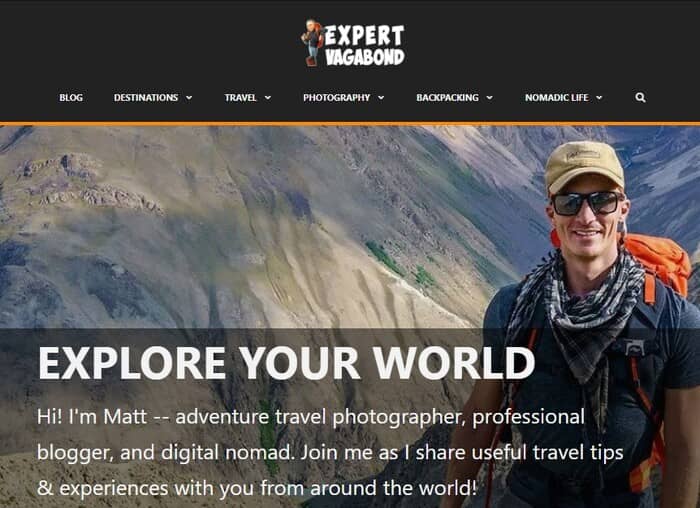 EXPERT
VAGABOND
BLOG DESTINATIONS TRAVEL PHOTOGRAPHY BACKPACKING NOMADIC LIFE
EXPLORE YOUR WORLD
Hi! I'm Matt -- adventure travel photographer, professional
blogger, and digital nomad. Join me as I share useful travel tips
& experiences with you from around the world!